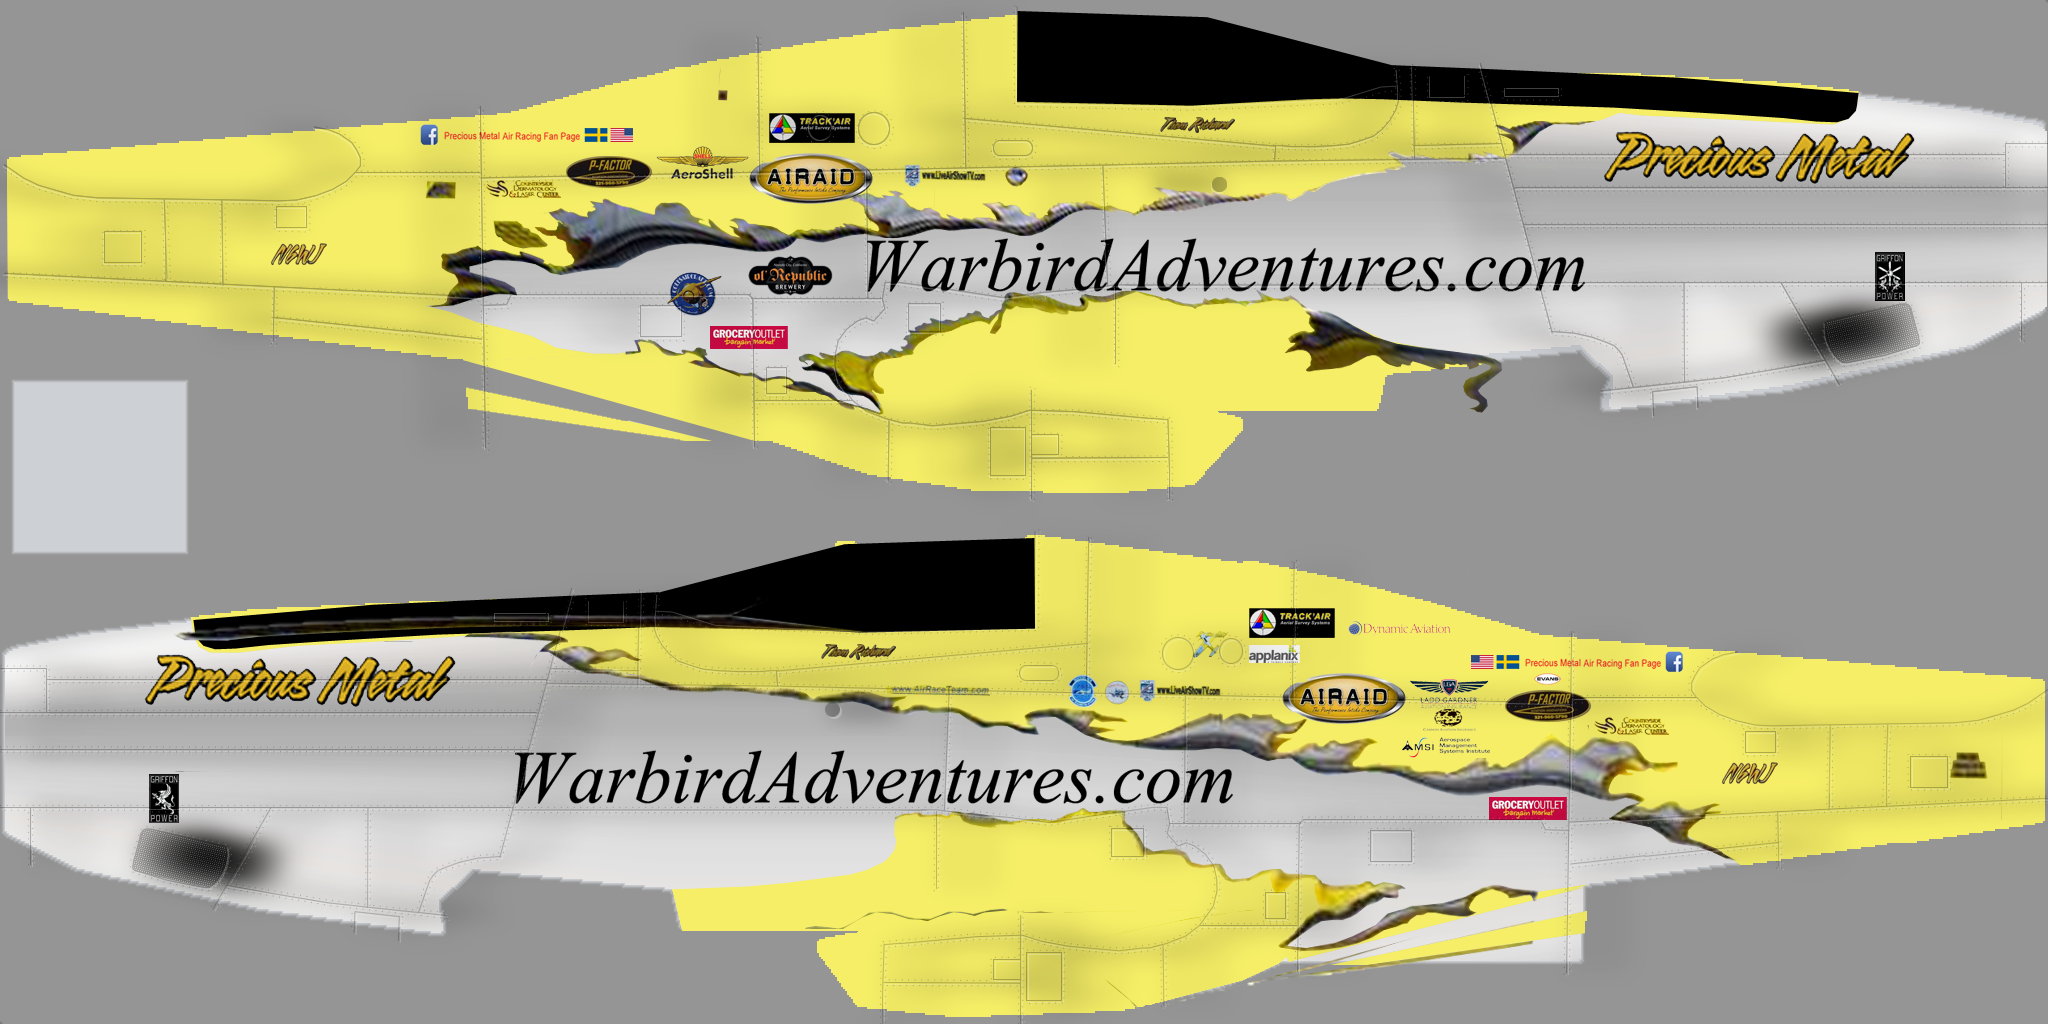 TRACK'AIR
Aerial Survey Systems
Precious Metal Air Racing Fan Page
Thom Richard
Precious Metal
P-FACTOR
AeroShell
AIRAID
The Performance Intake Company
www.LiveAirShowTV.com
COUNTRYSIDE
DERMATOLOGY
& LASER CENTER
N6WJ
WarbirdAdventures.com
ol' Republic
BREWERY
GRIFFON
POWER
GROCERY OUTLET
Bargain Market
TRACK'AIR
Aerial Survey Systems
Dynamic Aviation
Thom Richard
applanix
Precious Metal Air Racing Fan Page
Precious Metal
www.4AirRaceTeam.com
www.LiveAirShowTV.com
EVANS
AIRAID
The Performance Intake Company
LADD GARDNER
P-FACTOR
COUNTRYSIDE
DERMATOLOGY
& LASER CENTER
AMSI
Aerospace
Management
Systems Institute
WarbirdAdventures.com
N6WJ
GRIFFON
POWER
GROCERY OUTLET
Bargain Market